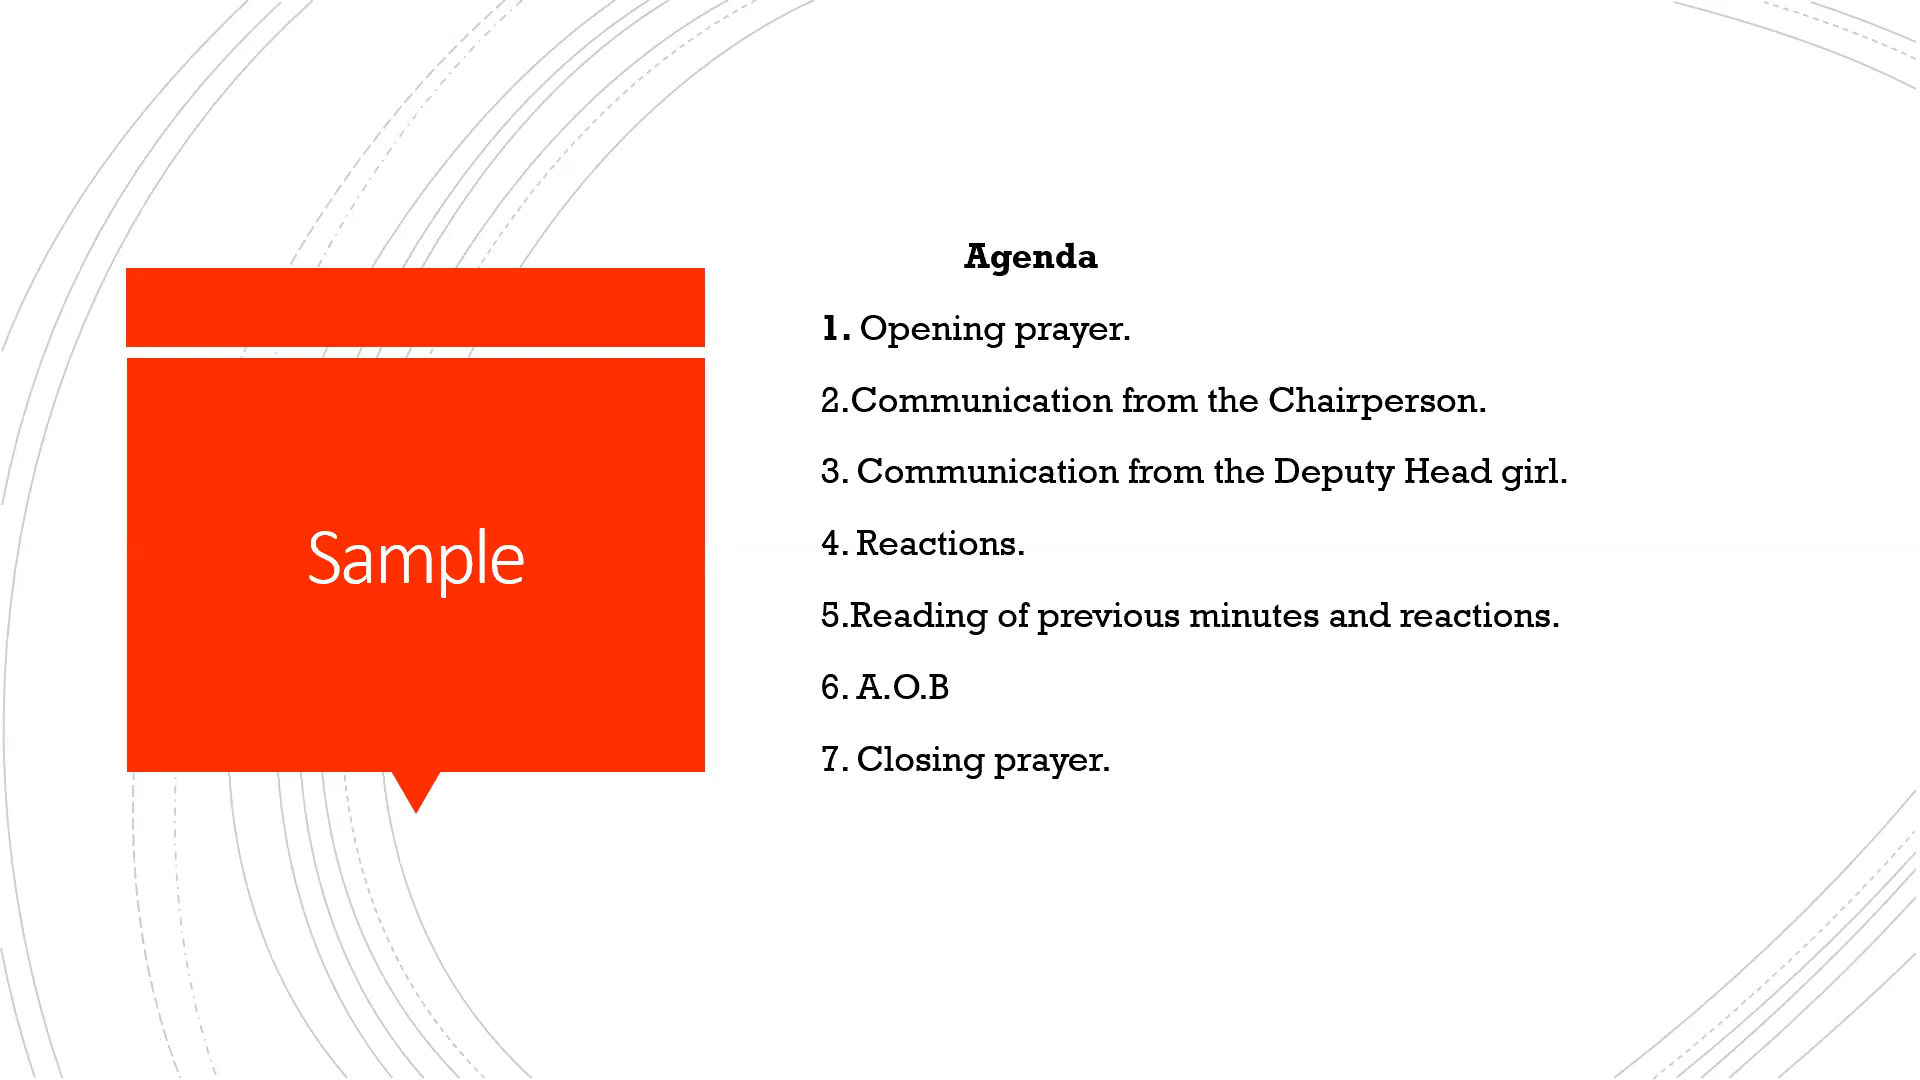 Sample
Agenda
1. Opening prayer.
2.Communication from the Chairperson.
3. Communication from the Deputy Head girl.
4. Reactions.
5.Reading of previous minutes and reactions.
6. A.O.B
7. Closing prayer.